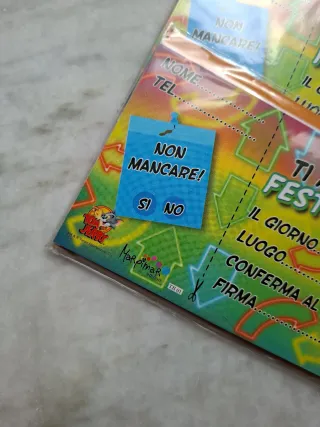 NON
MANCARE!
NOME
TEL
NON
MANCARE!
SI NO
TI
FEST
IL GIORNO
LUOGO
CONFERMA AL
FIRMA